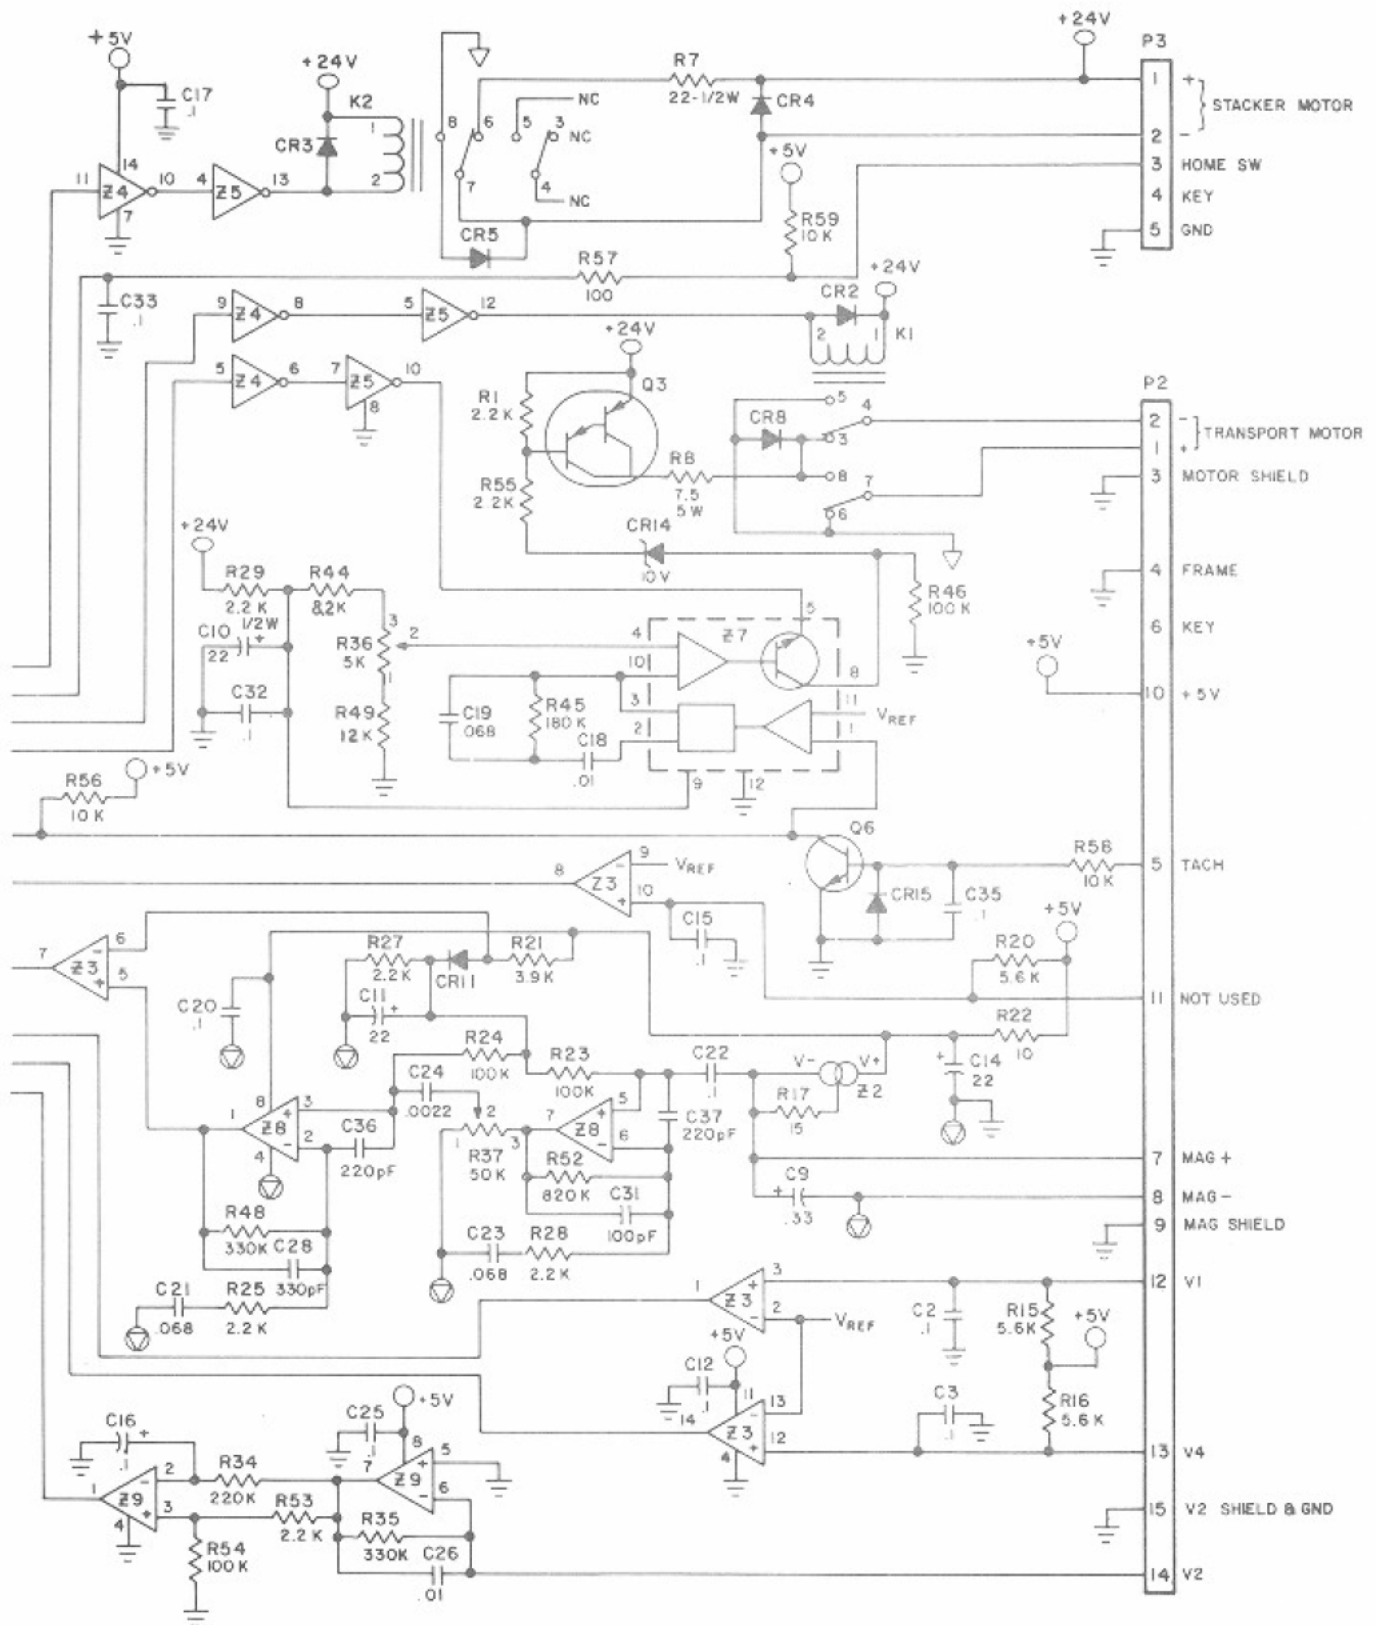 +5V
C17
.1
+24V
K2
1
CR3
2
14
11
Z4
10
7
4
Z5
13
8
6
5
NC
3
NC
7
4
NC
CR5
R7
22-1/2W
CR4
+24V
P3
1
+
STACKER MOTOR
2
-
+5V
3
HOME SW
4
KEY
R59
10K
5
GND
R57
100
C33
.1
9
Z4
8
5
Z5
12
CR2
+24V
2
1
K1
5
Z4
6
7
Z5
10
8
+24V
Q3
R1
2.2K
R55
2.2K
R8
7.5
5W
CR14
10V
5
4
CR8
3
8
7
6
P2
2
-
TRANSPORT MOTOR
1
+
3
MOTOR SHIELD
4
FRAME
6
KEY
+5V
10
+5V
R46
100K
+24V
R29
2.2K
1/2W
R44
8.2K
C10
+
22
3
R36
5K
2
1
C32
.1
R49
12K
C19
.068
R45
180K
C18
.01
4
Z7
5
10
8
3
11
VREF
2
1
9
12
R56
10K
+5V
Q6
R58
10K
5
TACH
CR15
C35
.1
8
Z3
-
9
VREF
+
10
C15
.1
+5V
R20
5.6K
11
NOT USED
7
Z3
-
6
+
5
R27
2.2K
CR11
R21
3.9K
C11
+
22
C20
.1
R22
10
R24
100K
R23
100K
C22
.1
V-
V+
Z2
R17
15
+
C14
22
C24
.0022
1
8
Z8
+
3
-
2
4
C36
220pF
2
1
R37
50K
3
7
Z8
+
5
-
6
C37
220pF
R52
820K
C31
100pF
7
MAG+
+
C9
.33
8
MAG-
9
MAG SHIELD
R48
330K
C28
330pF
C23
.068
R28
2.2K
C21
.068
R25
2.2K
1
Z3
+
3
-
2
VREF
C2
.1
R15
5.6K
+5V
12
V1
+5V
C12
.1
11
14
Z3
-
13
+
12
4
C3
.1
R16
5.6K
13
V4
C16
+
.1
C25
.1
+5V
8
7
Z9
+
5
-
6
1
Z9
-
2
+
3
4
R34
220K
R53
2.2K
R35
330K
R54
100K
C26
.01
15
V2 SHIELD & GND
14
V2